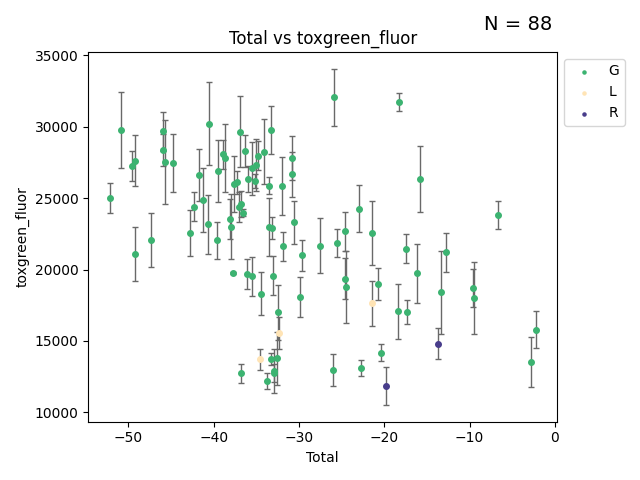 N = 88
Total vs toxgreen_fluor
35000
30000
25000
20000
15000
10000
toxgreen_fluor
−50
−40
−30
−20
−10
0
Total
G
L
R